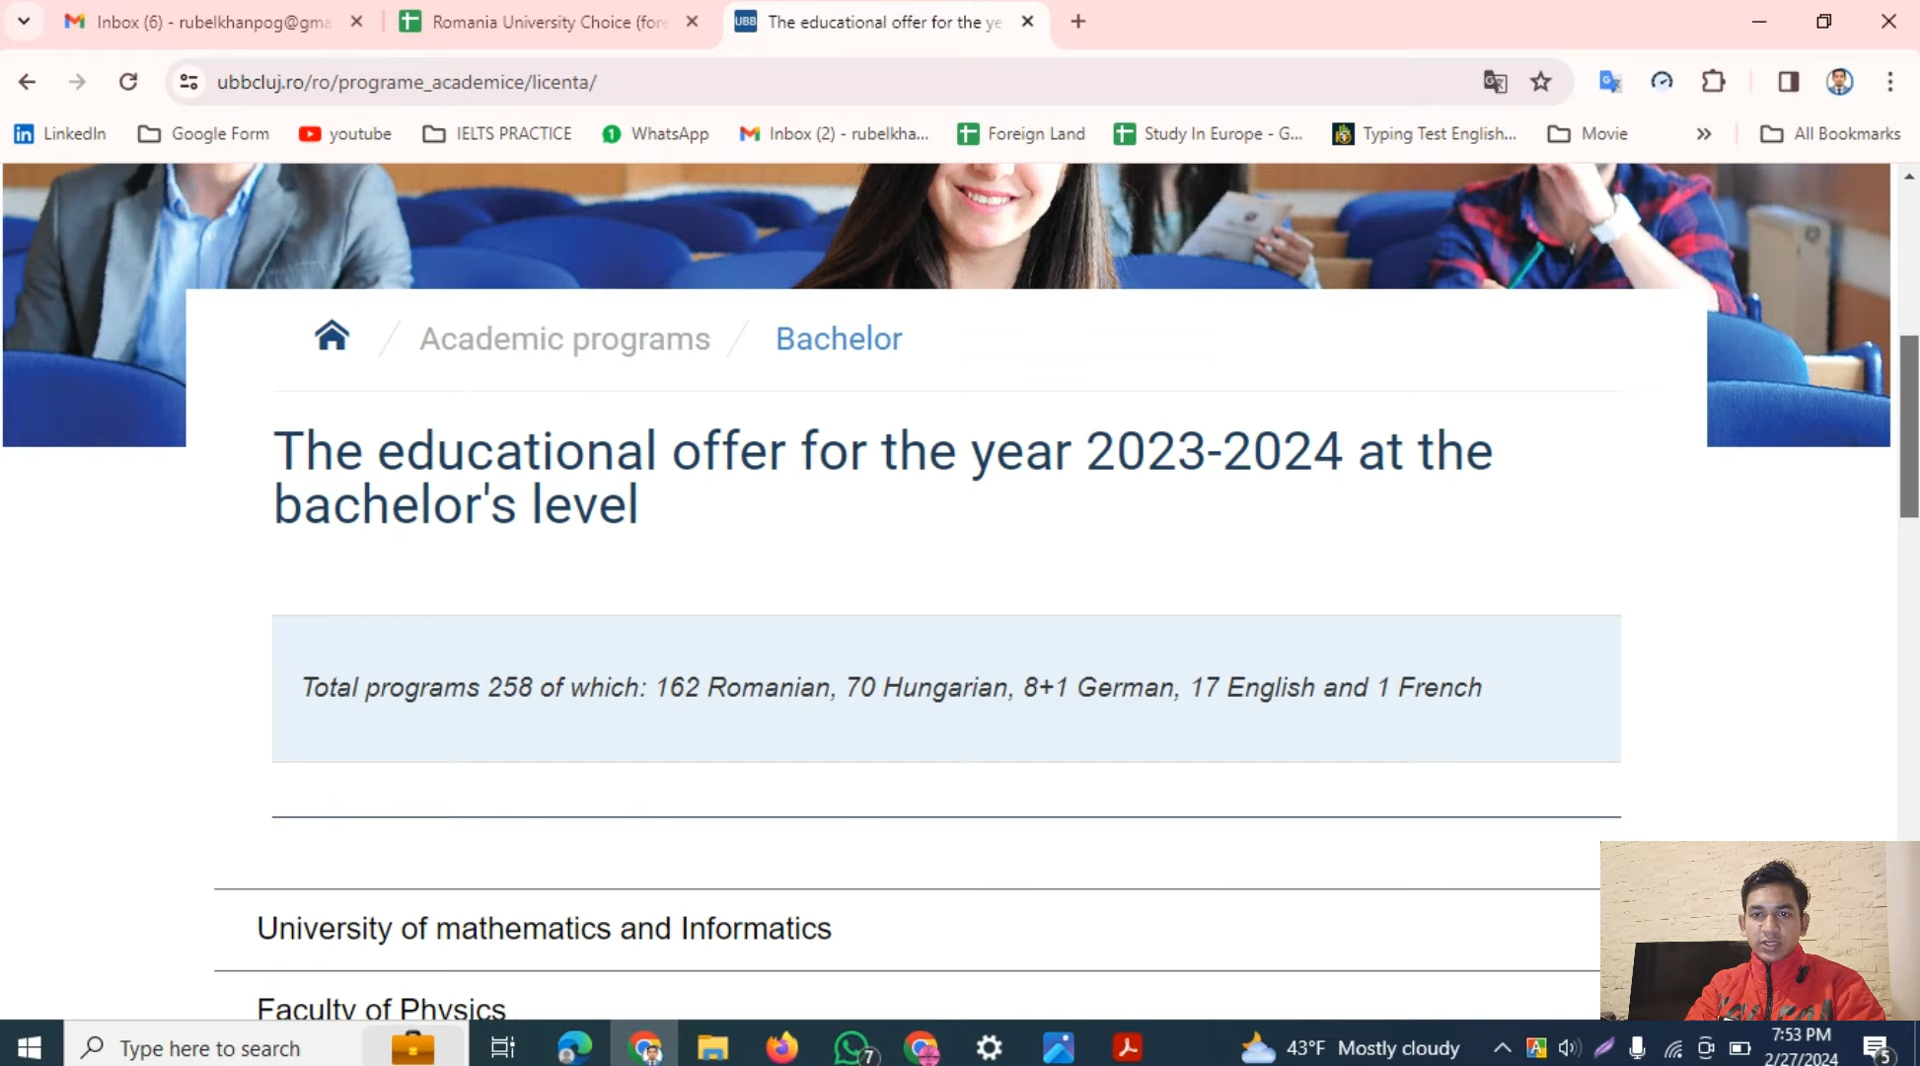 Inbox (6) - rubelkhanpog@gma
Romania University Choice (fore
UBB
The educational offer for the ye
ubbcluj.ro/ro/programe_academice/licenta/
LinkedIn
Google Form
youtube
IELTS PRACTICE
WhatsApp
Inbox (2) - rubelkha...
Foreign Land
Study In Europe - G...
Typing Test English...
Movie
All Bookmarks
Academic programs
Bachelor
The educational offer for the year 2023-2024 at the
bachelor's level
Total programs 258 of which: 162 Romanian, 70 Hungarian, 8+1 German, 17 English and 1 French
University of mathematics and Informatics
Faculty of Physics
Type here to search
7
43°F Mostly cloudy
7:53 PM
2/27/2024
5